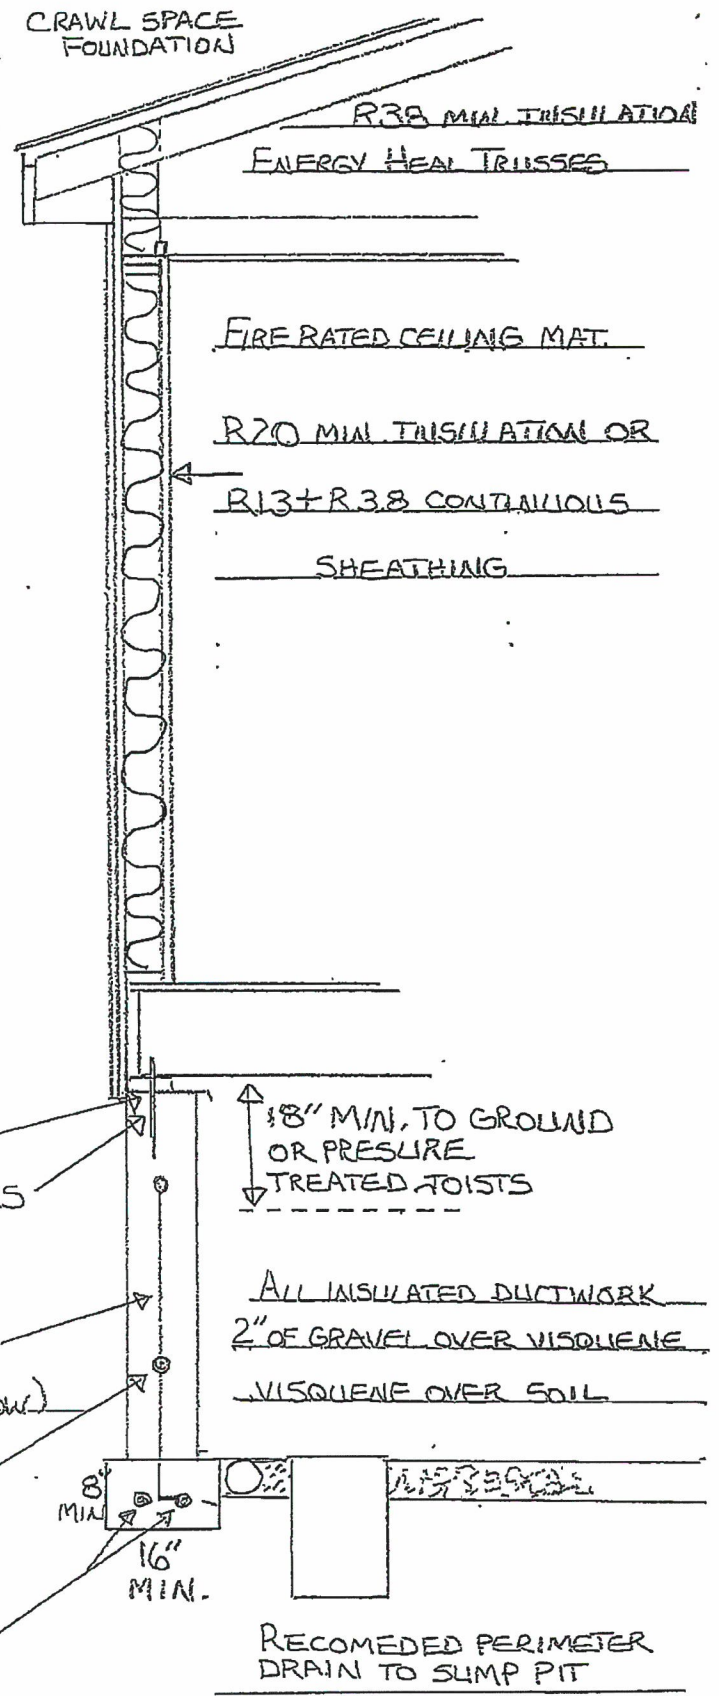 CRAWL SPACE
FOUNDATION
R38 MIN. INSULATION
ENERGY HEAL TRUSSES
FIRE RATED CEILING MAT.
R20 MIN. INSULATION OR
R13 + R3.8 CONTINUOUS
SHEATHING
18" MIN. TO GROUND
OR PRESURE
TREATED JOISTS
S
ALL INSULATED DUCTWORK
2" OF GRAVEL OVER VISQUENE
VISQUENE OVER SOIL
OW)
8"
MIN
16"
MIN.
RECOMEDED PERIMETER
DRAIN TO SUMP PIT